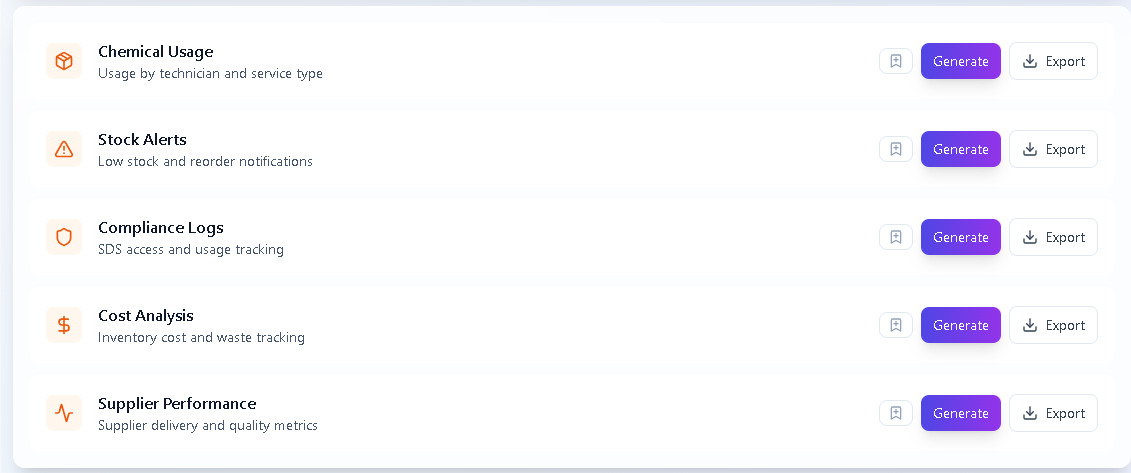 Chemical Usage
Usage by technician and service type
Generate
Export
Stock Alerts
Low stock and reorder notifications
Generate
Export
Compliance Logs
SDS access and usage tracking
Generate
Export
Cost Analysis
Inventory cost and waste tracking
Generate
Export
Supplier Performance
Supplier delivery and quality metrics
Generate
Export